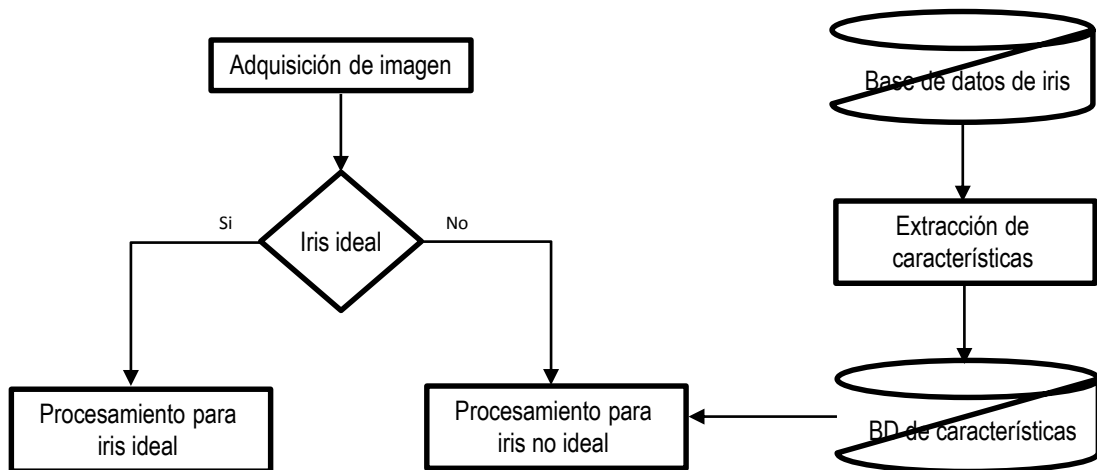 Adquisición de imagen
Base de datos de iris
Si
Iris ideal
No
Extracción de
características
Procesamiento para
iris ideal
Procesamiento para
iris no ideal
BD de características